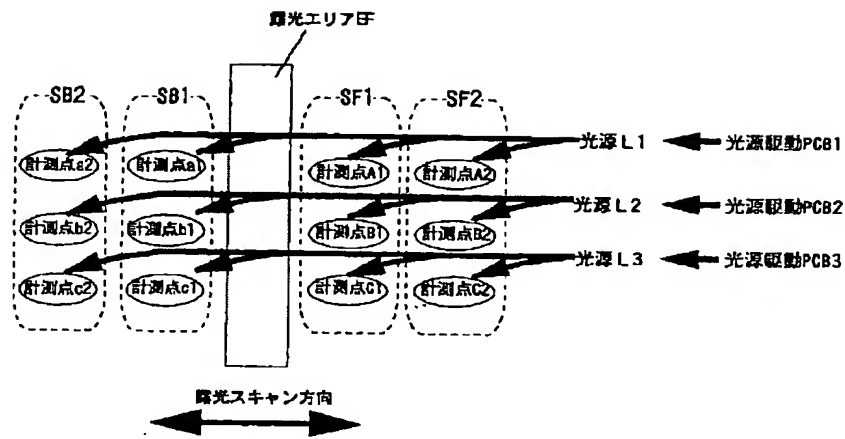 露光エリアEF
SB2 SB1 SF1 SF2
光源L1 光源駆動PCB1
計測点a2 計測点a1 計測点A1 計測点A2
光源L2 光源駆動PCB2
計測点b2 計測点b1 計測点B1 計測点B2
光源L3 光源駆動PCB3
計測点c2 計測点c1 計測点C1 計測点C2
露光スキャン方向